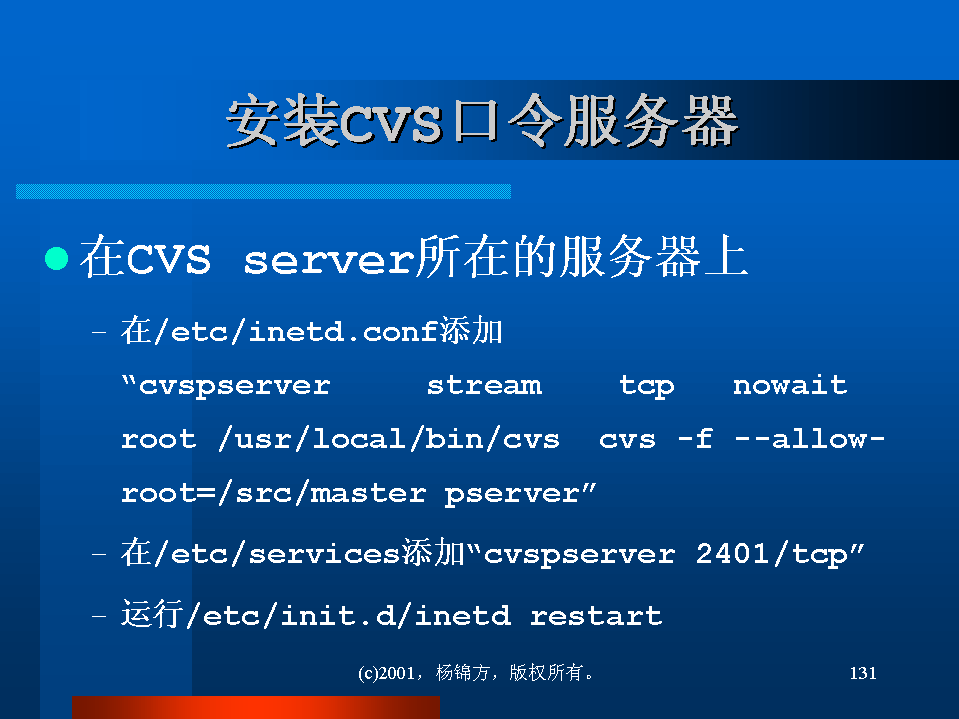 安装CVS口令服务器
在CVS server所在的服务器上
– 在/etc/inetd.conf添加
“cvspserver stream tcp nowait
root /usr/local/bin/cvs cvs -f --allow-
root=/src/master pserver”
– 在/etc/services添加“cvspserver 2401/tcp”
– 运行/etc/init.d/inetd restart
(c)2001，杨锦方，版权所有。 131